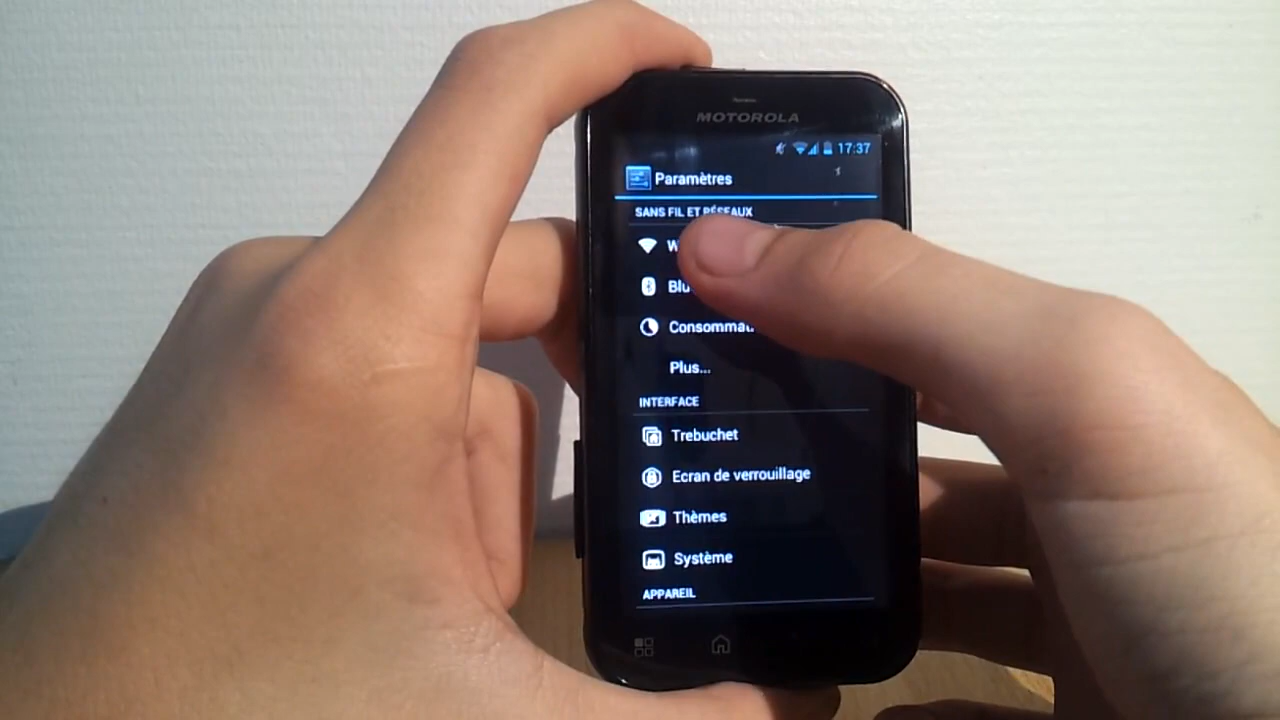 MOTOROLA
17:37
Paramètres
SANS FIL ET RÉSEAUX
Plus...
INTERFACE
Trebuchet
Ecran de verrouillage
Thèmes
Système
APPAREIL